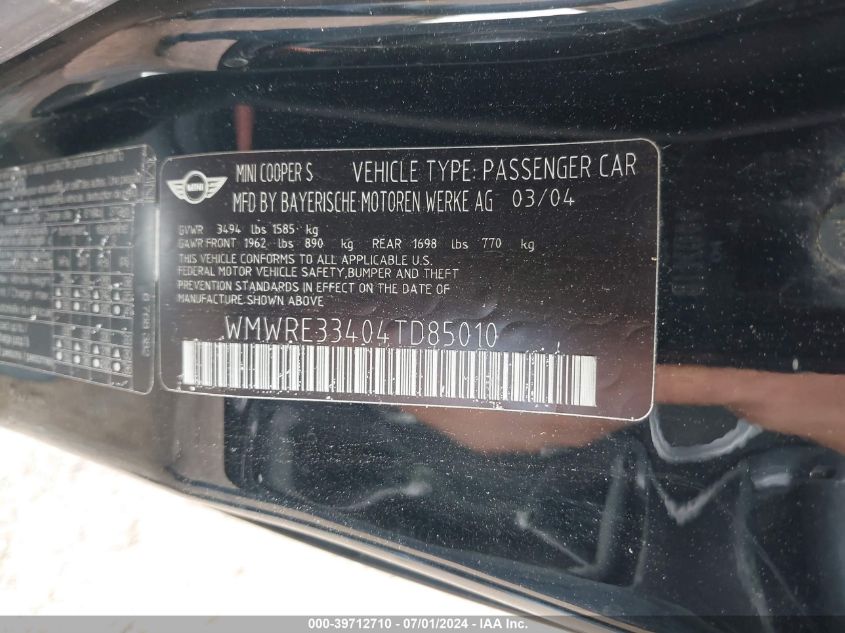 MINI COOPER S VEHICLE TYPE: PASSENGER CAR
MINI
MFD BY BAYERISCHE MOTOREN WERKE AG 03/04
GVWR 3494 lbs 1585 kg
GAWR FRONT 1962 lbs 890 kg REAR 1698 lbs 770 kg
THIS VEHICLE CONFORMS TO ALL APPLICABLE U.S.
FEDERAL MOTOR VEHICLE SAFETY,BUMPER AND THEFT
PREVENTION STANDARDS IN EFFECT ON THE DATE OF
MANUFACTURE SHOWN ABOVE.
WMWRE33404TD85010
000-39712710 - 07/01/2024 - © IAA Inc.